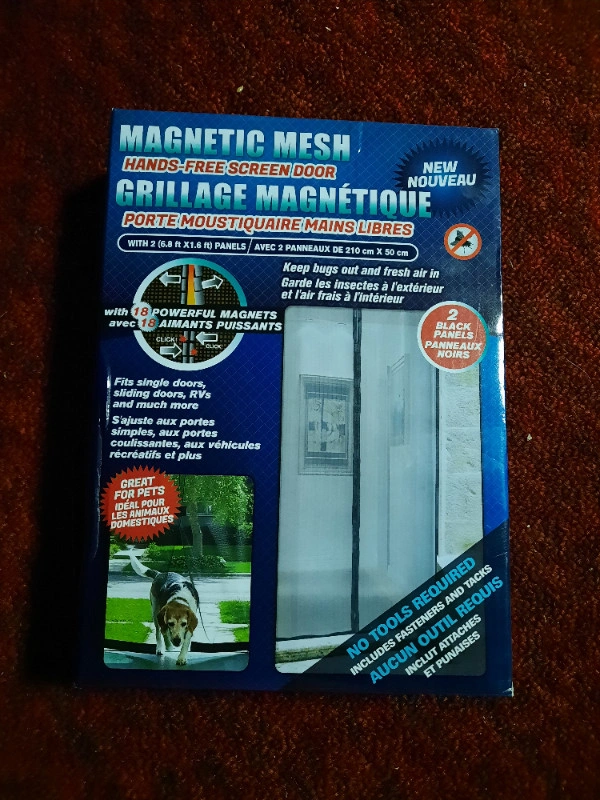 MAGNETIC MESH
HANDS-FREE SCREEN DOOR
GRILLAGE MAGNÉTIQUE
PORTE MOUSTIQUAIRE MAINS LIBRES
NEW
NOUVEAU
WITH 2 (6.8 ft X1.6 ft) PANELS / AVEC 2 PANNEAUX DE 210 cm X 50 cm
Keep bugs out and fresh air in
Garde les insectes à l'extérieur
et l'air frais à l'intérieur
with 18 POWERFUL MAGNETS
avec 18 AIMANTS PUISSANTS
CLICK!
CLICK!
2
BLACK
PANELS
PANNEAUX
NOIRS
Fits single doors,
sliding doors, RVs
and much more
S'ajuste aux portes
simples, aux portes
coulissantes, aux véhicules
récréatifs et plus
GREAT
FOR PETS
IDÉAL POUR
LES ANIMAUX
DOMESTIQUES
NO TOOLS REQUIRED
INCLUDES FASTENERS AND TACKS
AUCUN OUTIL REQUIS
INCLUT ATTACHES
ET PUNAISES